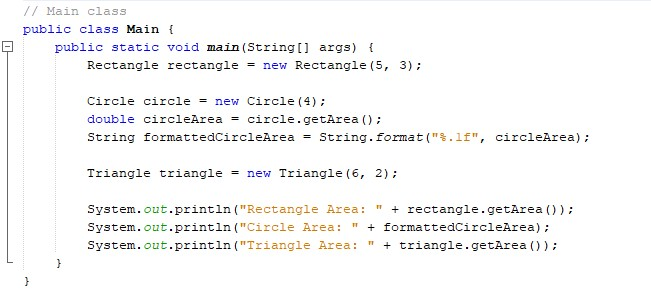 // Main class
public class Main {
public static void main(String[] args) {
Rectangle rectangle = new Rectangle(5, 3);
Circle circle = new Circle(4);
double circleArea = circle.getArea();
String formattedCircleArea = String.format("%.1f", circleArea);
Triangle triangle = new Triangle(6, 2);
System.out.println("Rectangle Area: " + rectangle.getArea());
System.out.println("Circle Area: " + formattedCircleArea);
System.out.println("Triangle Area: " + triangle.getArea());
}
}